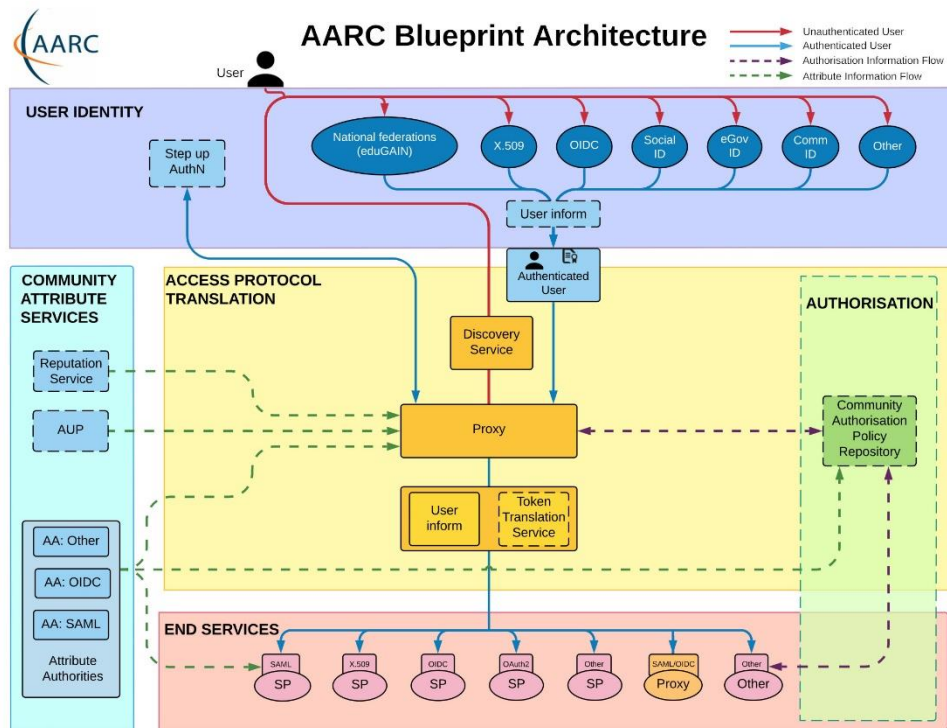 AARC
AARC Blueprint Architecture
Unauthenticated User
Authenticated User
Authorisation Information Flow
Attribute Information Flow
User
USER IDENTITY
National federations
(eduGAIN)
X.509
OIDC
Social
ID
eGov
ID
Comm
ID
Other
Step up
AuthN
User inform
Authenticated
User
COMMUNITY
ATTRIBUTE
SERVICES
ACCESS PROTOCOL
TRANSLATION
AUTHORISATION
Discovery
Service
Reputation
Service
AUP
Proxy
Community
Authorisation
Policy
Repository
User
inform
Token
Translation
Service
AA: Other
AA: OIDC
AA: SAML
Attribute
Authorities
END SERVICES
SAML
SP
X.509
SP
OIDC
SP
OAuth2
SP
Other
SP
SAML/OIDC
Proxy
Other
Other